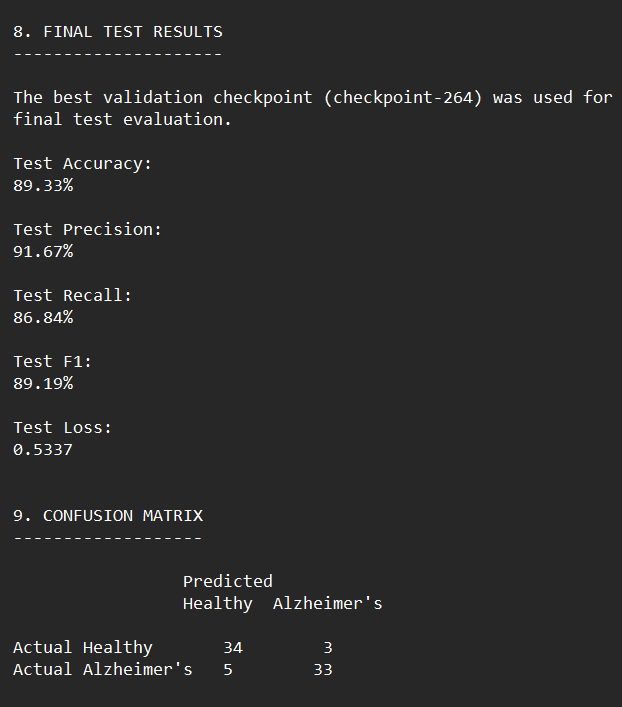 8. FINAL TEST RESULTS
---------------------
The best validation checkpoint (checkpoint-264) was used for
final test evaluation.
Test Accuracy:
89.33%
Test Precision:
91.67%
Test Recall:
86.84%
Test F1:
89.19%
Test Loss:
0.5337
9. CONFUSION MATRIX
-------------------
Predicted
Healthy  Alzheimer's
Actual Healthy       34        3
Actual Alzheimer's   5        33